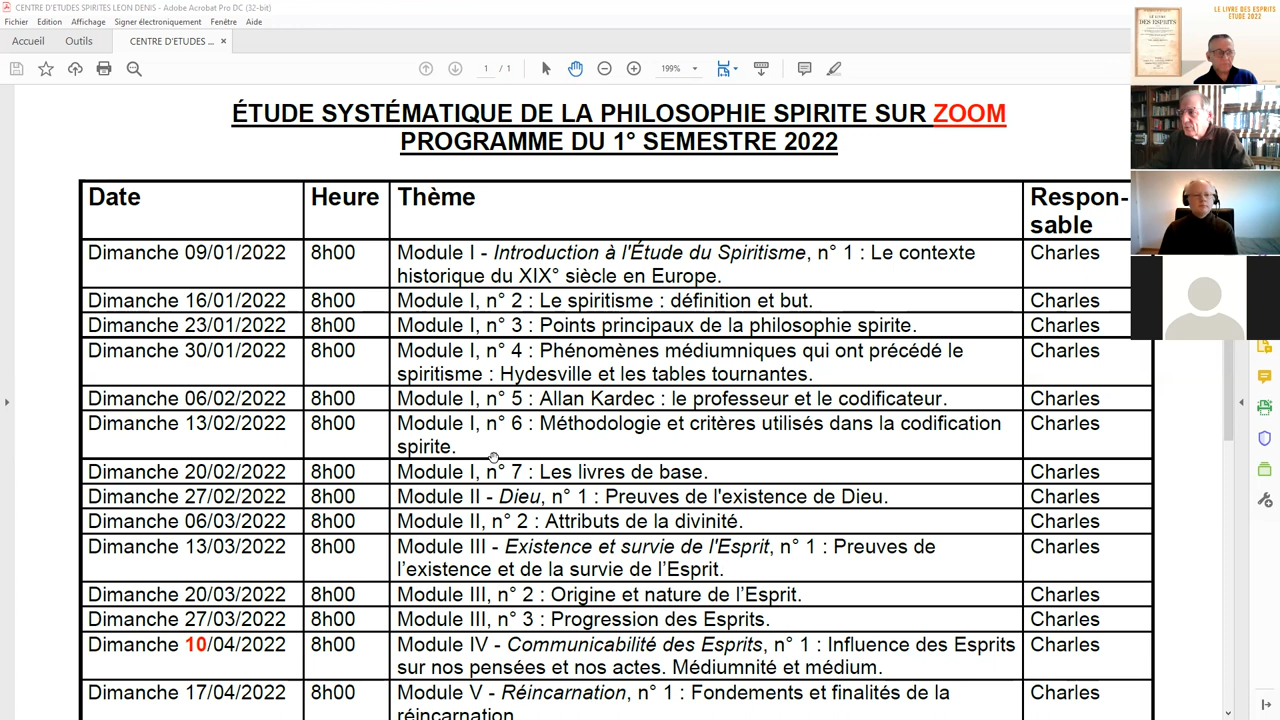 CENTRE D'ETUDES SPIRITES LEON DENIS - Adobe Acrobat Pro DC (32-bit)
Fichier Edition Affichage Signer électroniquement Fenêtre Aide
Accueil Outils CENTRE D'ETUDES ... ×
1 / 1 199%
LE LIVRE DES ESPRITS
ETUDE 2022
LE LIVRE
DES ESPRITS
ÉTUDE SYSTÉMATIQUE DE LA PHILOSOPHIE SPIRITE SUR ZOOM
PROGRAMME DU 1° SEMESTRE 2022
Date Heure Thème Respon-
sable
Dimanche 09/01/2022 8h00 Module I - Introduction à l'Étude du Spiritisme, n° 1 : Le contexte Charles
historique du XIX° siècle en Europe.
Dimanche 16/01/2022 8h00 Module I, n° 2 : Le spiritisme : définition et but. Charles
Dimanche 23/01/2022 8h00 Module I, n° 3 : Points principaux de la philosophie spirite. Charles
Dimanche 30/01/2022 8h00 Module I, n° 4 : Phénomènes médiumniques qui ont précédé le Charles
spiritisme : Hydesville et les tables tournantes.
Dimanche 06/02/2022 8h00 Module I, n° 5 : Allan Kardec : le professeur et le codificateur. Charles
Dimanche 13/02/2022 8h00 Module I, n° 6 : Méthodologie et critères utilisés dans la codification Charles
spirite.
Dimanche 20/02/2022 8h00 Module I, n° 7 : Les livres de base. Charles
Dimanche 27/02/2022 8h00 Module II - Dieu, n° 1 : Preuves de l'existence de Dieu. Charles
Dimanche 06/03/2022 8h00 Module II, n° 2 : Attributs de la divinité. Charles
Dimanche 13/03/2022 8h00 Module III - Existence et survie de l'Esprit, n° 1 : Preuves de Charles
l’existence et de la survie de l’Esprit.
Dimanche 20/03/2022 8h00 Module III, n° 2 : Origine et nature de l’Esprit. Charles
Dimanche 27/03/2022 8h00 Module III, n° 3 : Progression des Esprits. Charles
Dimanche 10/04/2022 8h00 Module IV - Communicabilité des Esprits, n° 1 : Influence des Esprits Charles
sur nos pensées et nos actes. Médiumnité et médium.
Dimanche 17/04/2022 8h00 Module V - Réincarnation, n° 1 : Fondements et finalités de la Charles
réincarnation.